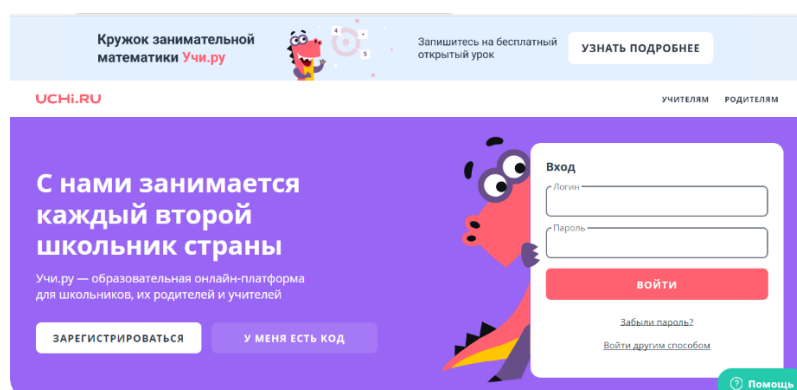 Кружок занимательной
математики Учи.ру
Запишитесь на бесплатный
открытый урок
УЗНАТЬ ПОДРОБНЕЕ
UCHi.RU
УЧИТЕЛЯМ РОДИТЕЛЯМ
С нами занимается
каждый второй
школьник страны
Учи.ру — образовательная онлайн-платформа
для школьников, их родителей и учителей
ЗАРЕГИСТРИРОВАТЬСЯ
У МЕНЯ ЕСТЬ КОД
Вход
Логин
Пароль
ВОЙТИ
Забыли пароль?
Войти другим способом
Помощь